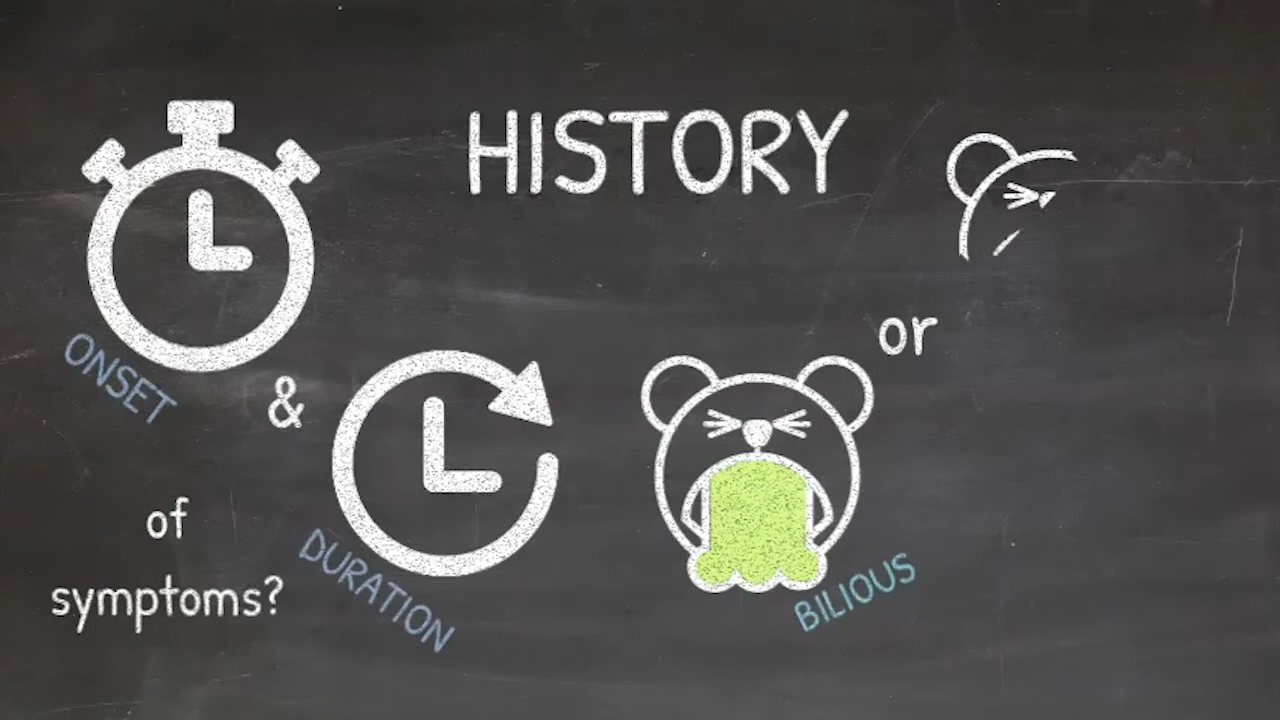 HISTORY
ONSET
&
DURATION
of
symptoms?
BILIOUS
or